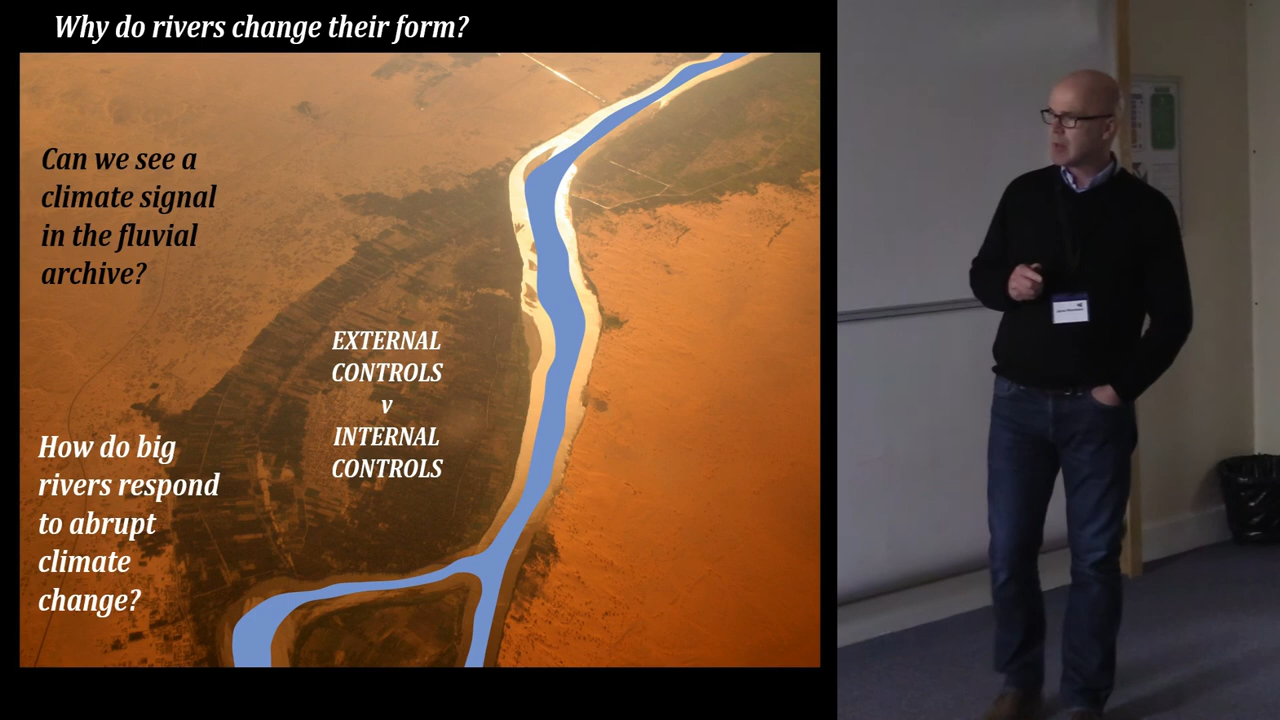 Why do rivers change their form?
Can we see a
climate signal
in the fluvial
archive?
EXTERNAL
CONTROLS
v
INTERNAL
CONTROLS
How do big
rivers respond
to abrupt
climate
change?